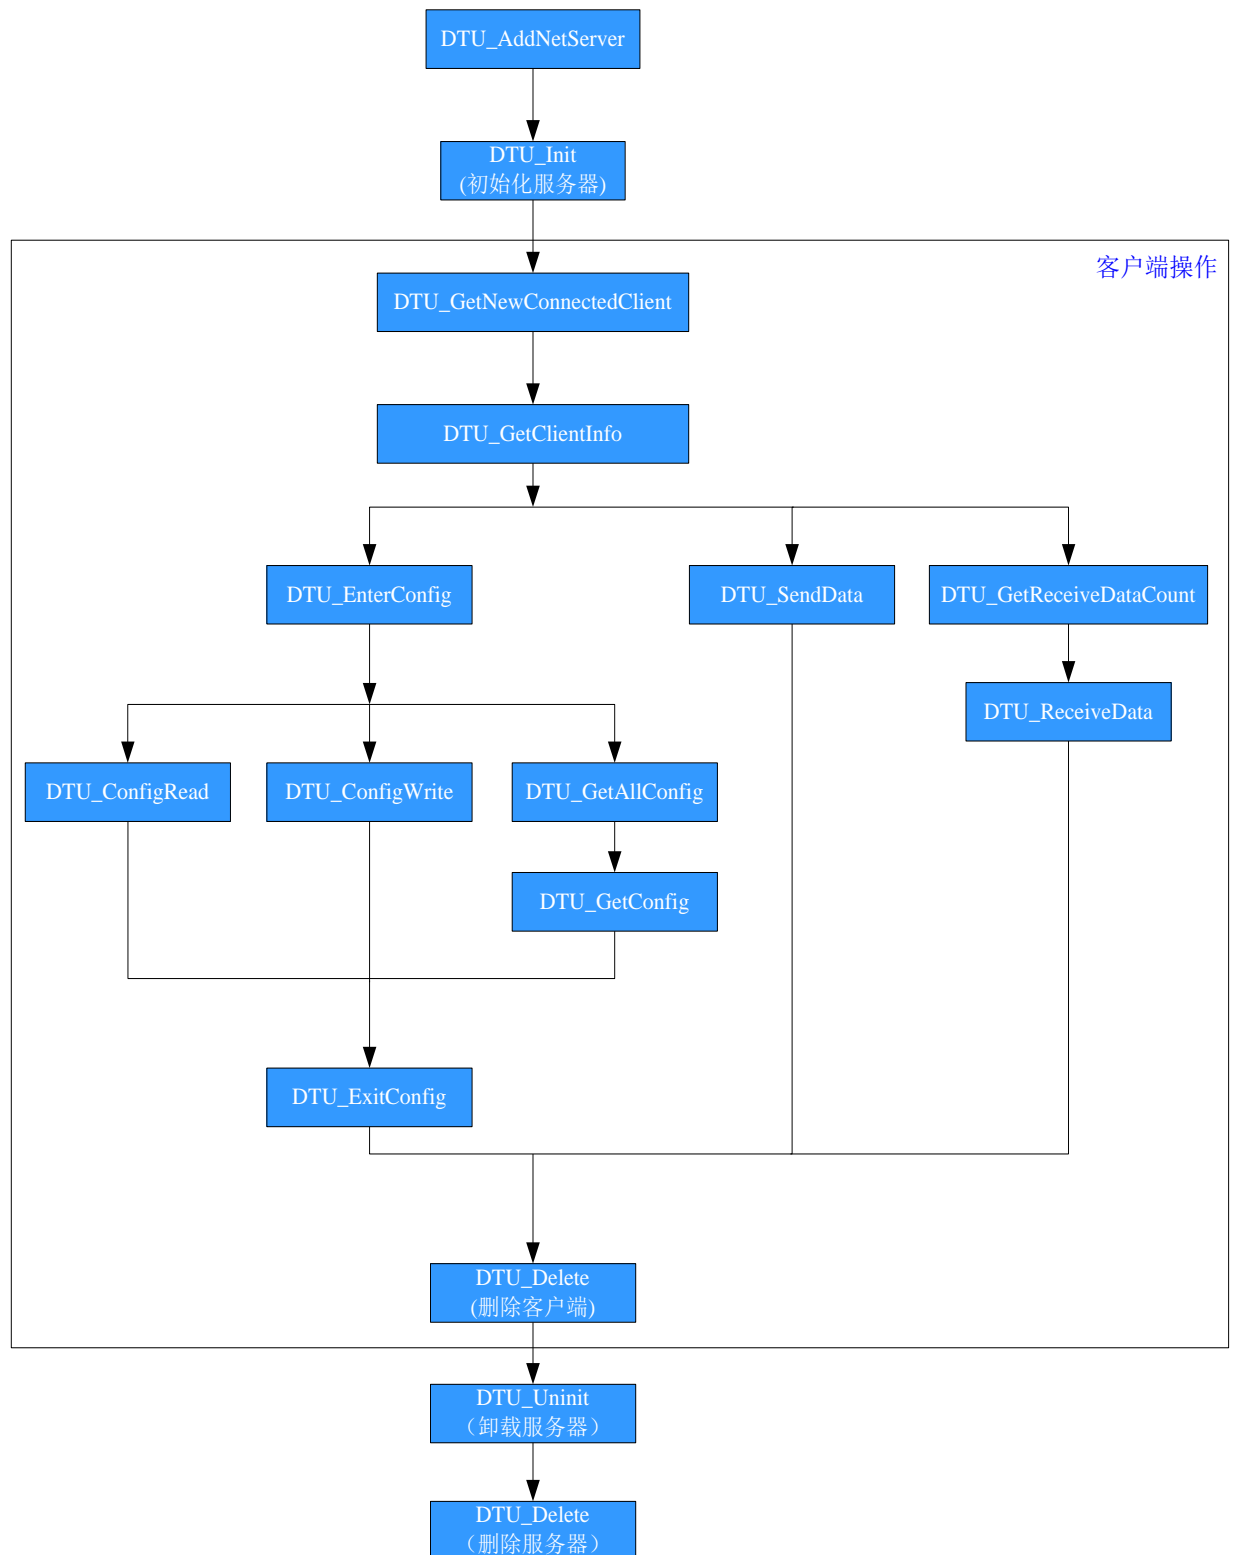 DTU_AddNetServer
DTU_Init
(初始化服务器)
客户端操作
DTU_GetNewConnectedClient
DTU_GetClientInfo
DTU_EnterConfig
DTU_SendData
DTU_GetReceiveDataCount
DTU_ReceiveData
DTU_ConfigRead
DTU_ConfigWrite
DTU_GetAllConfig
DTU_GetConfig
DTU_ExitConfig
DTU_Delete
(删除客户端)
DTU_Uninit
（卸载服务器）
DTU_Delete
（删除服务器）